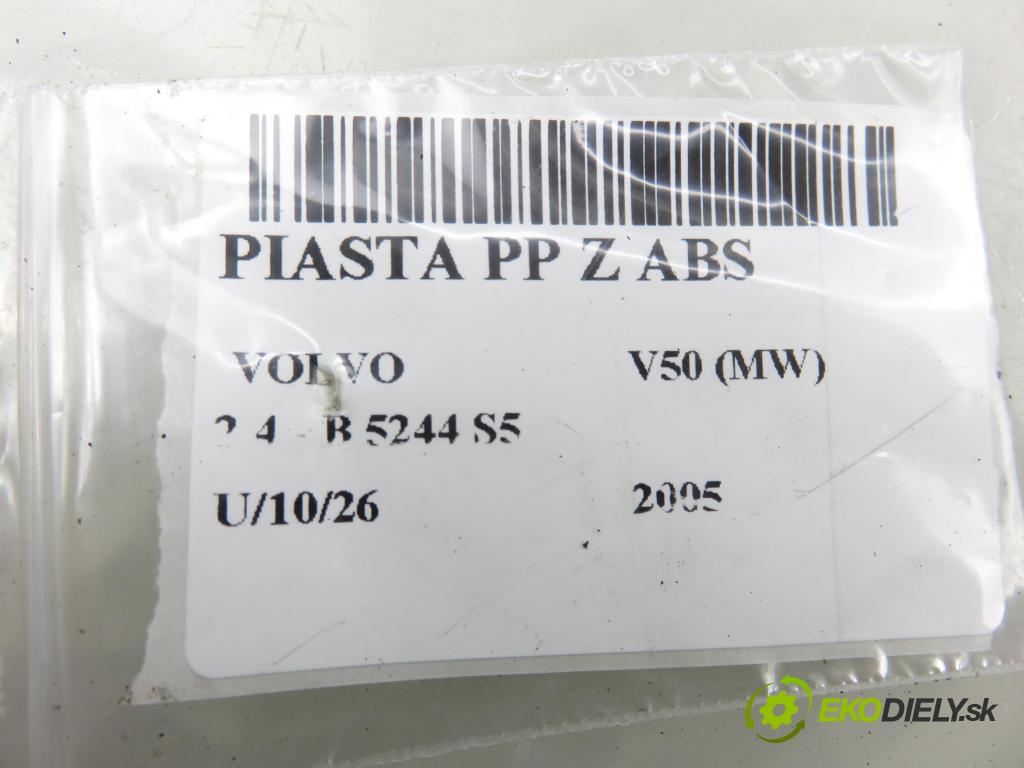 PIASTA PP Z ABS
VOLVO V50 (MW)
2.4 - B 5244 S5
U/10/26 2005
EKODIELY.sk